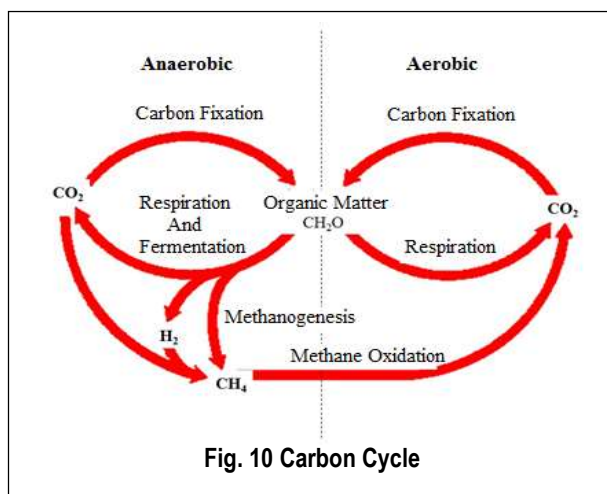 Anaerobic
Aerobic
Carbon Fixation
Carbon Fixation
CO₂
Respiration
And
Fermentation
Organic Matter
CH₂O
Respiration
CO₂
H₂
Methanogenesis
CH₄
Methane Oxidation
Fig. 10 Carbon Cycle